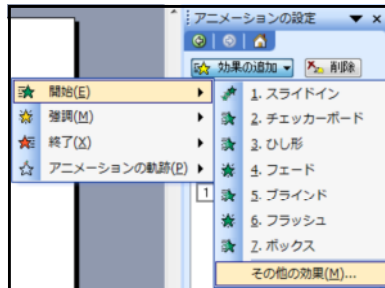 アニメーションの設定
効果の追加 削除
開始(E)
強調(M)
終了(X)
アニメーションの軌跡(P)
1. スライドイン
2. チェッカーボード
3. ひし形
4. フェード
5. ブラインド
6. フラッシュ
7. ボックス
その他の効果(M)...
1